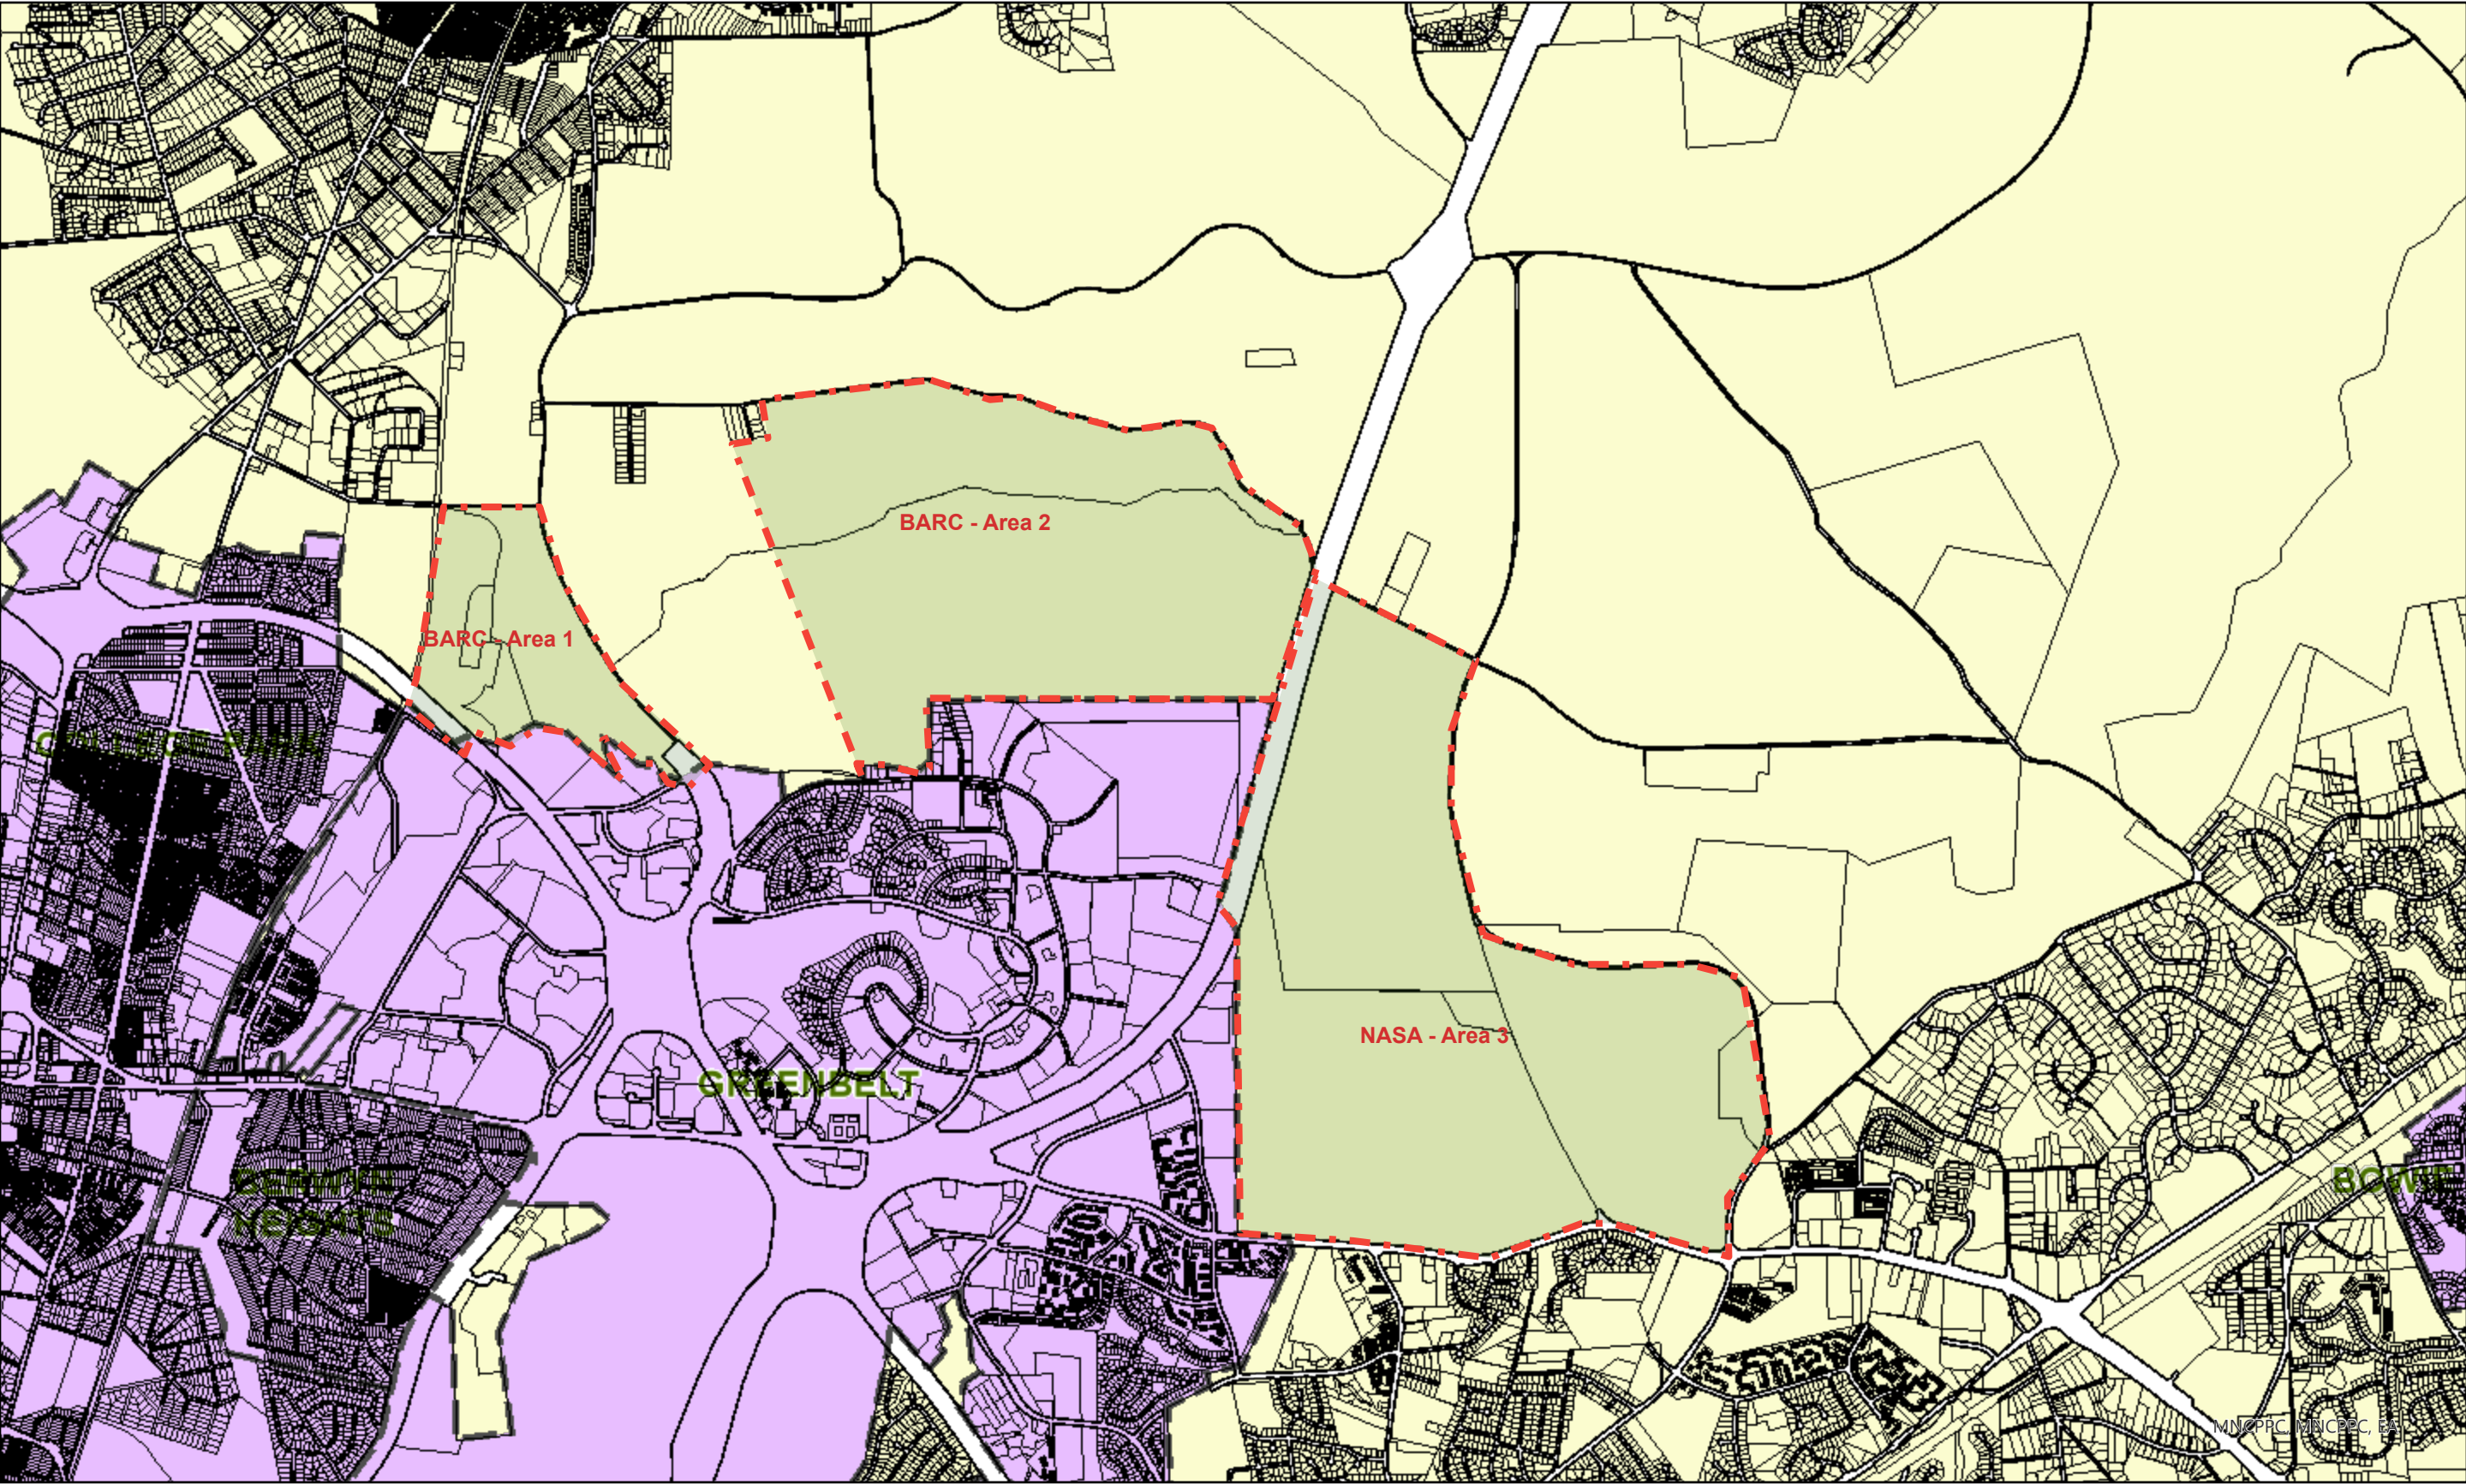 BARC - Area 2
BARC - Area 1
COLLEGE PARK
NASA - Area 3
GREENBELT
BERWYN
HEIGHTS
BOWIE
MNCPPC, MNCPPC, EA